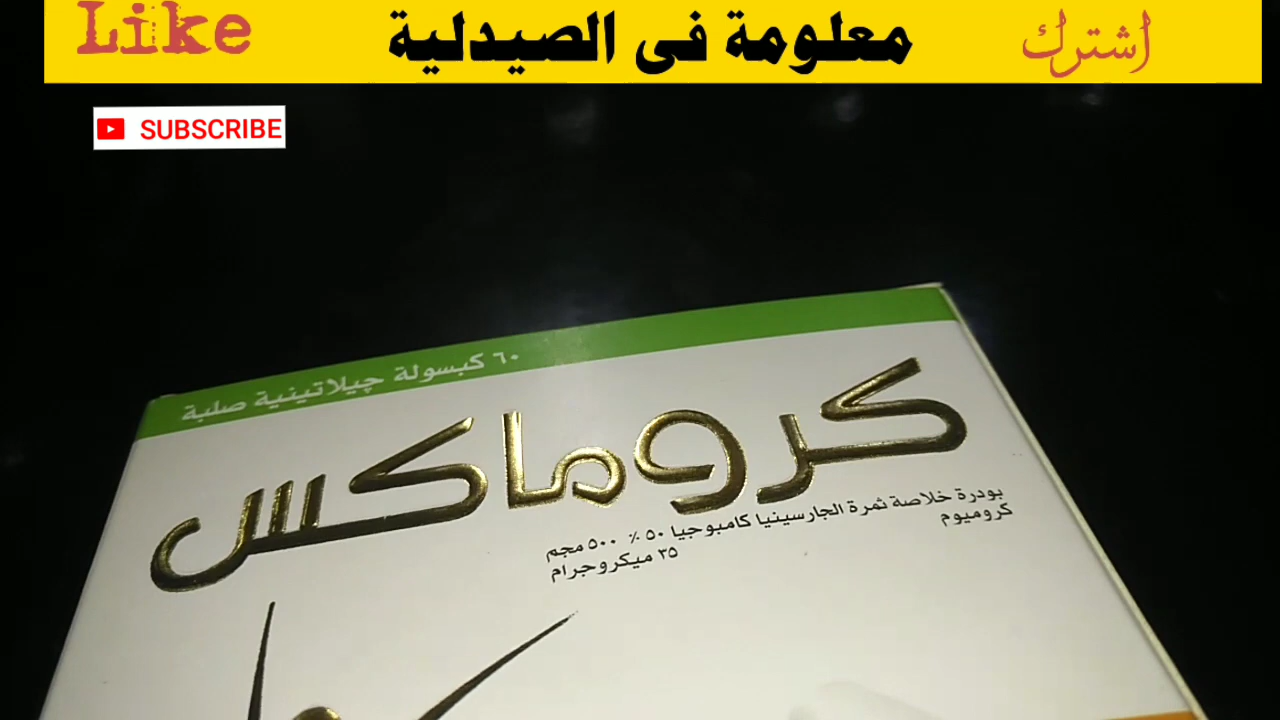 Like معلومة فى الصيدلية اشترك
SUBSCRIBE
٦٠ كبسولة چيلاتينية صلبة
كروماكس
بودرة خلاصة ثمرة الجارسينيا كامبوجيا ٥٠ ٪ ٥٠٠ مجم
كروميوم ٣٥ ميكروجرام